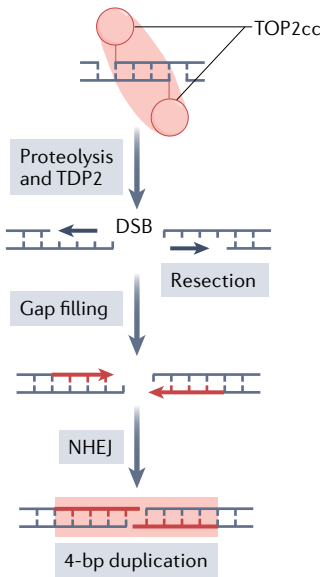 TOP2cc
Proteolysis
and TDP2
DSB
Resection
Gap filling
NHEJ
4-bp duplication